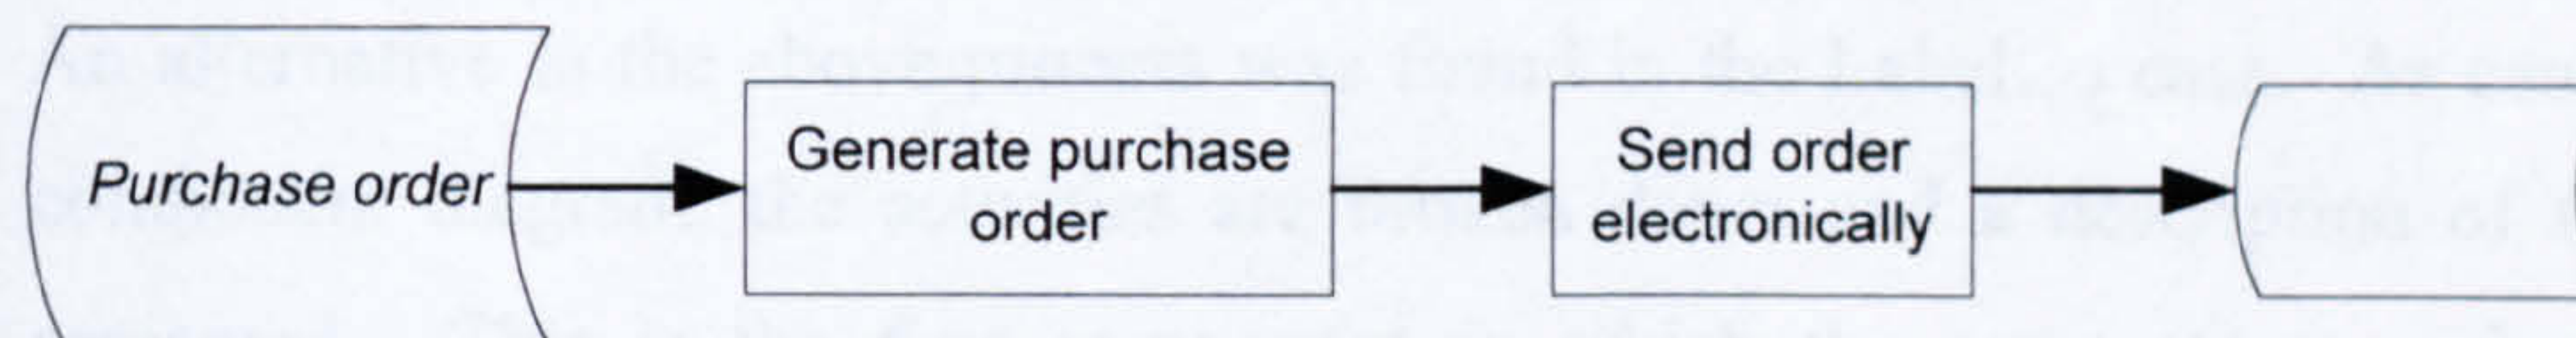 Purchase order
Generate purchase
order
Send order
electronically